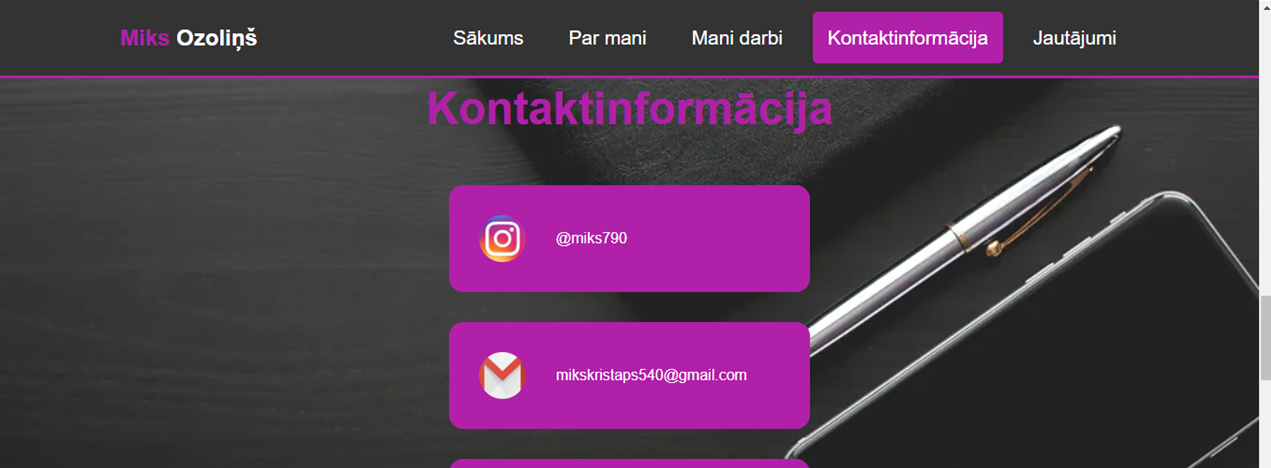 Miks Ozoliņš
Sākums
Par mani
Mani darbi
Kontaktinformācija
Jautājumi
Kontaktinformācija
@miks790
mikskristaps540@gmail.com